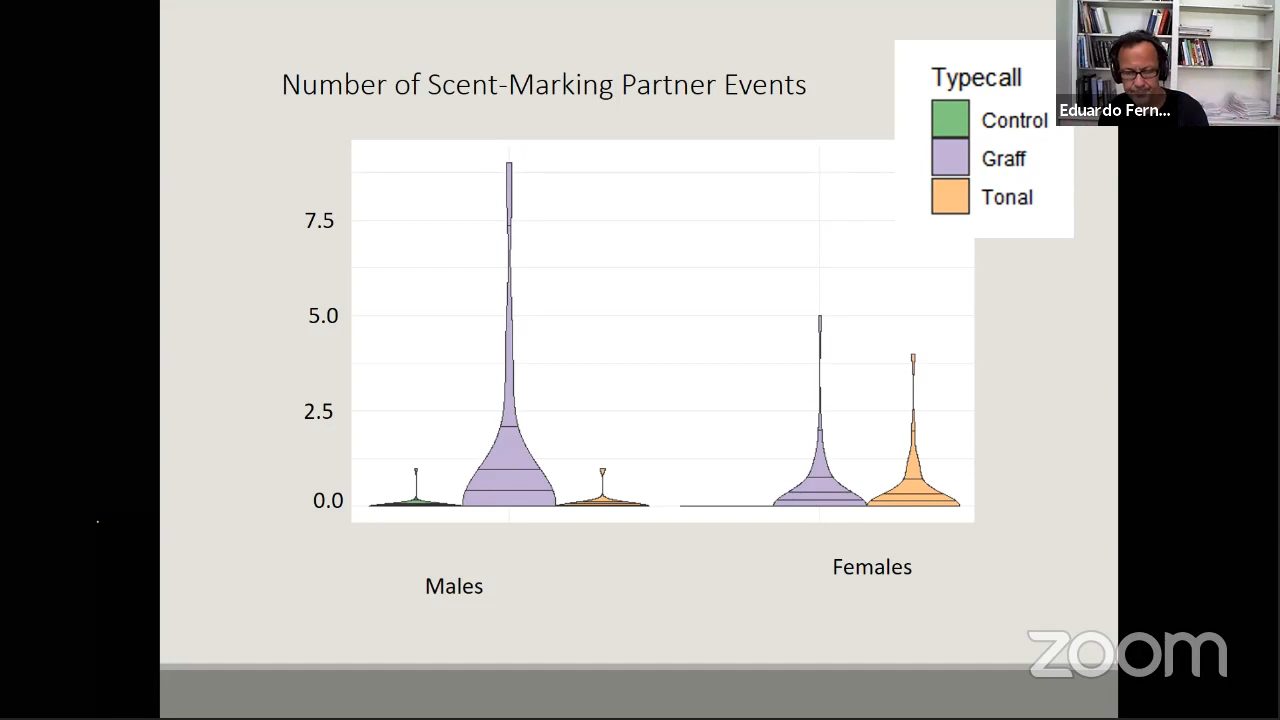 Number of Scent-Marking Partner Events
Typecall
Control
Graff
Tonal
Eduardo Fern...
7.5
5.0
2.5
0.0
Males
Females
zoom